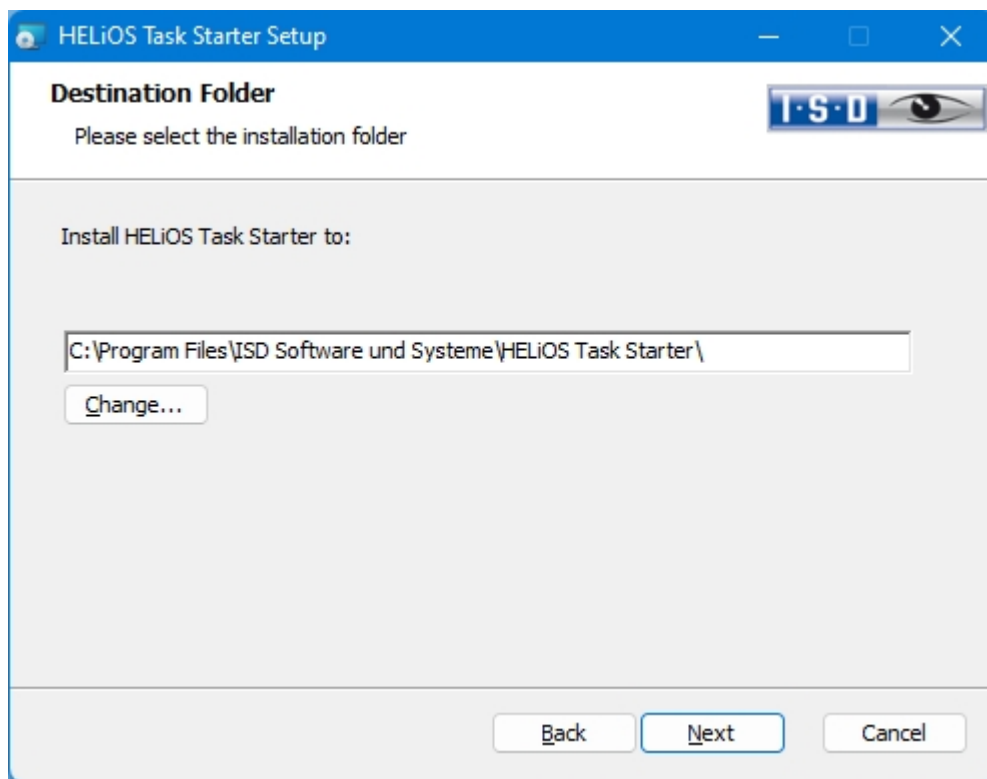 HELiOS Task Starter Setup
Destination Folder
I·S·D
Please select the installation folder
Install HELiOS Task Starter to:
C:\Program Files\ISD Software und Systeme\HELiOS Task Starter\
Change...
Back Next Cancel